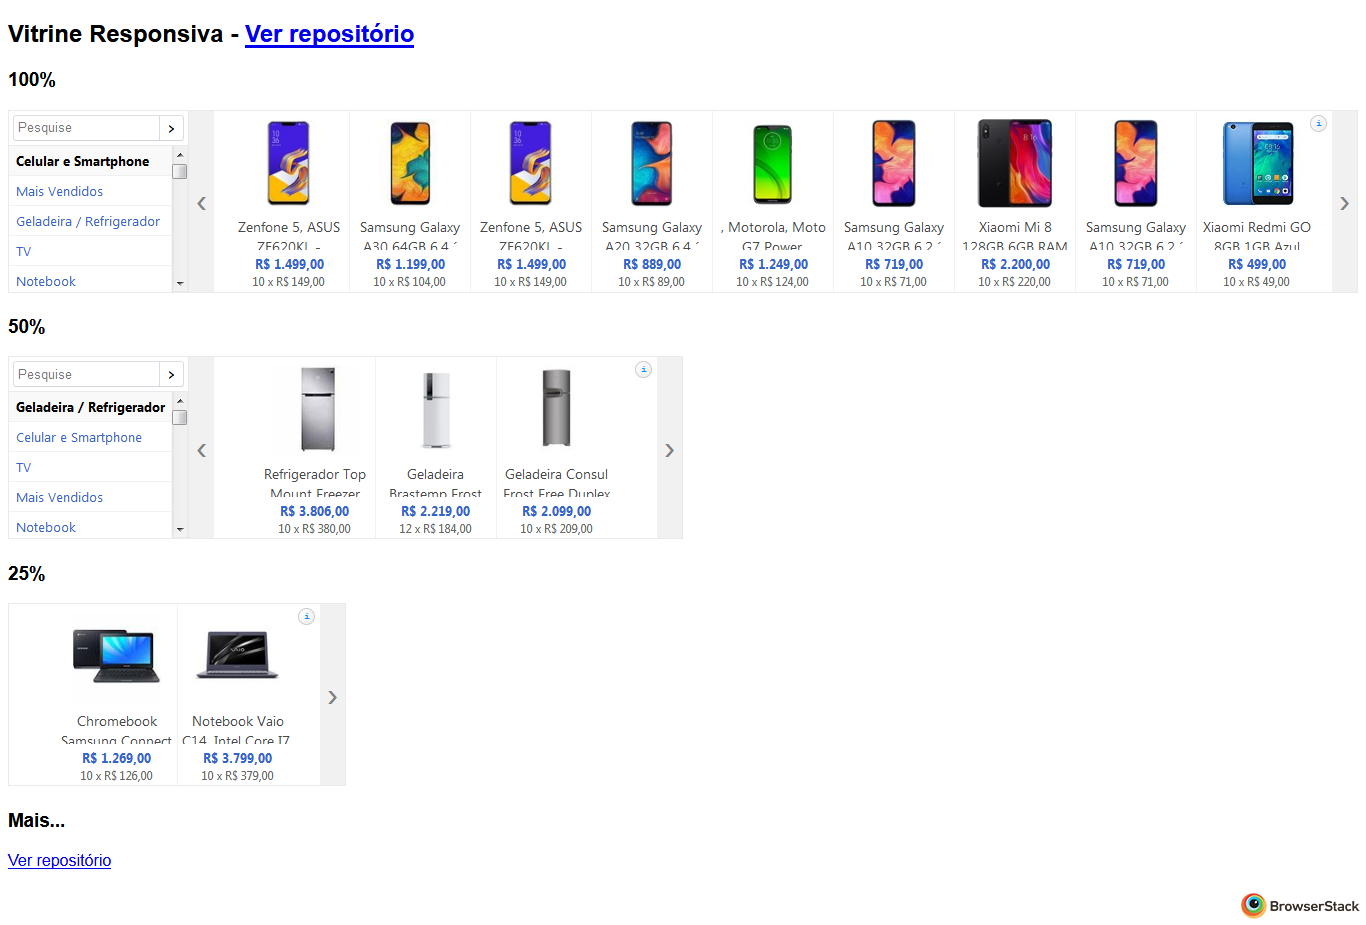 Vitrine Responsiva - Ver repositório
100%
Pesquise
Celular e Smartphone
Mais Vendidos
Geladeira / Refrigerador
TV
Notebook
Zenfone 5, ASUS
ZE620KL -
R$ 1.499,00
10 x R$ 149,00
Samsung Galaxy
A30 64GB 6.4
R$ 1.199,00
10 x R$ 104,00
Zenfone 5, ASUS
ZE620KL -
R$ 1.499,00
10 x R$ 149,00
Samsung Galaxy
A20 32GB 6.4
R$ 889,00
10 x R$ 89,00
, Motorola, Moto
G7 Power
R$ 1.249,00
10 x R$ 124,00
Samsung Galaxy
A10 32GB 6.2
R$ 719,00
10 x R$ 71,00
Xiaomi Mi 8
128GB 6GB RAM
R$ 2.200,00
10 x R$ 220,00
Samsung Galaxy
A10 32GB 6.2
R$ 719,00
10 x R$ 71,00
Xiaomi Redmi GO
8GB 1GB Azul
R$ 499,00
10 x R$ 49,00
50%
Pesquise
Geladeira / Refrigerador
Celular e Smartphone
TV
Mais Vendidos
Notebook
Refrigerador Top
Mount Freezer
R$ 3.806,00
10 x R$ 380,00
Geladeira
Brastemp Frost
R$ 2.219,00
12 x R$ 184,00
Geladeira Consul
Frost Free Duplex
R$ 2.099,00
10 x R$ 209,00
25%
Chromebook
Samsung Connect
R$ 1.269,00
10 x R$ 126,00
Notebook Vaio
C14, Intel Core I7
R$ 3.799,00
10 x R$ 379,00
Mais...
Ver repositório
BrowserStack